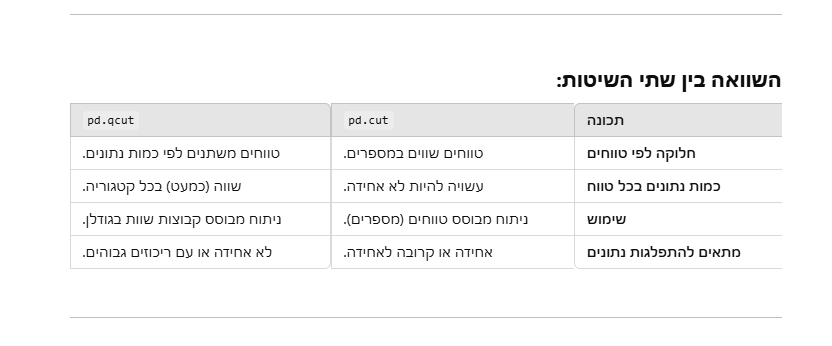 השוואה בין שתי השיטות:
תכונה pd.cut pd.qcut
חלוקה לפי טווחים טווחים שווים במספרים. טווחים משתנים לפי כמות נתונים.
כמות נתונים בכל טווח עשויה להיות לא אחידה. שווה (כמעט) בכל קטגוריה.
שימוש ניתוח מבוסס טווחים (מספרים). ניתוח מבוסס קבוצות שוות בגודלן.
מתאים להתפלגות נתונים אחידה או קרובה לאחידה. לא אחידה או עם ריכוזים גבוהים.